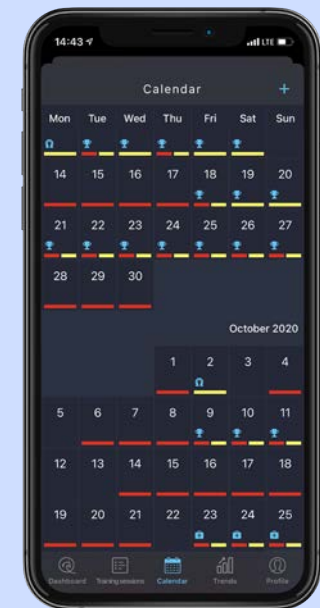 14:43 LTE
Calendar +
Mon Tue Wed Thu Fri Sat Sun
14 15 16 17 18 19 20
21 22 23 24 25 26 27
28 29 30
October 2020
1 2 3 4
5 6 7 8 9 10 11
12 13 14 15 16 17 18
19 20 21 22 23 24 25
Dashboard Training sessions Calendar Trends Profile